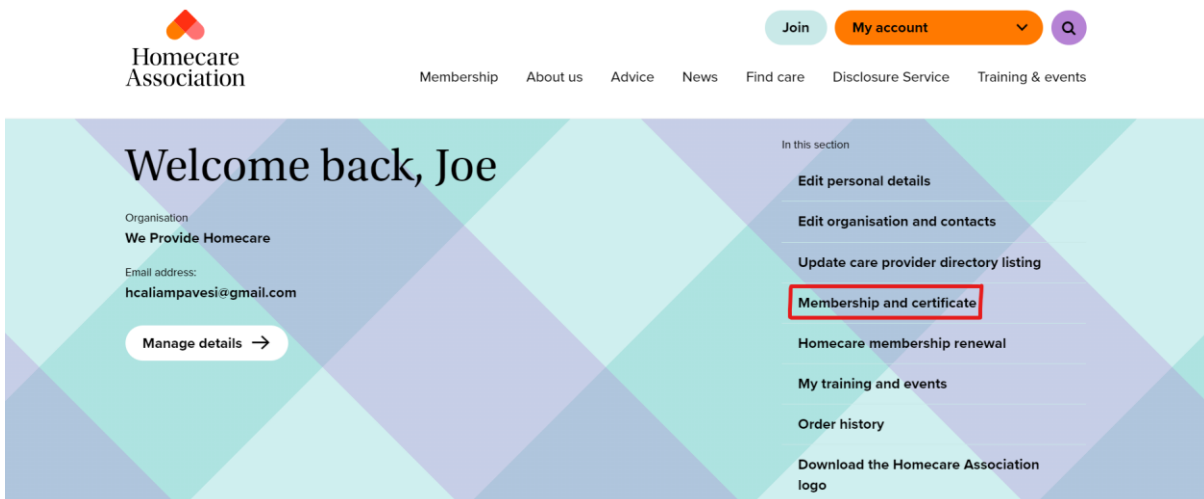 Homecare
Association
Join
My account
Membership
About us
Advice
News
Find care
Disclosure Service
Training & events
Welcome back, Joe
Organisation
We Provide Homecare
Email address:
hcaliampavesi@gmail.com
Manage details
In this section
Edit personal details
Edit organisation and contacts
Update care provider directory listing
Membership and certificate
Homecare membership renewal
My training and events
Order history
Download the Homecare Association
logo